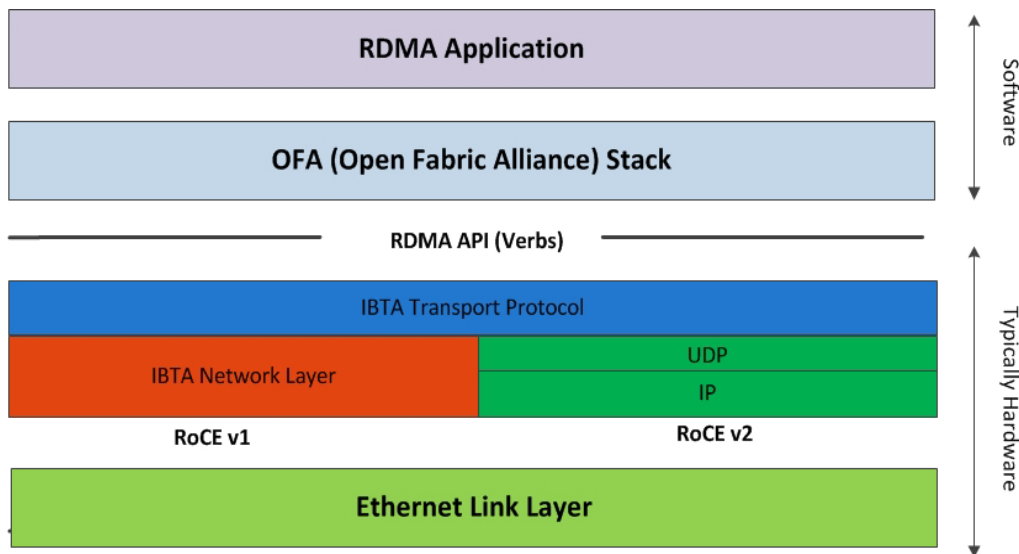 RDMA Application
OFA (Open Fabric Alliance) Stack
Software
RDMA API (Verbs)
IBTA Transport Protocol
IBTA Network Layer
UDP
IP
RoCE v1
RoCE v2
Ethernet Link Layer
Typically Hardware